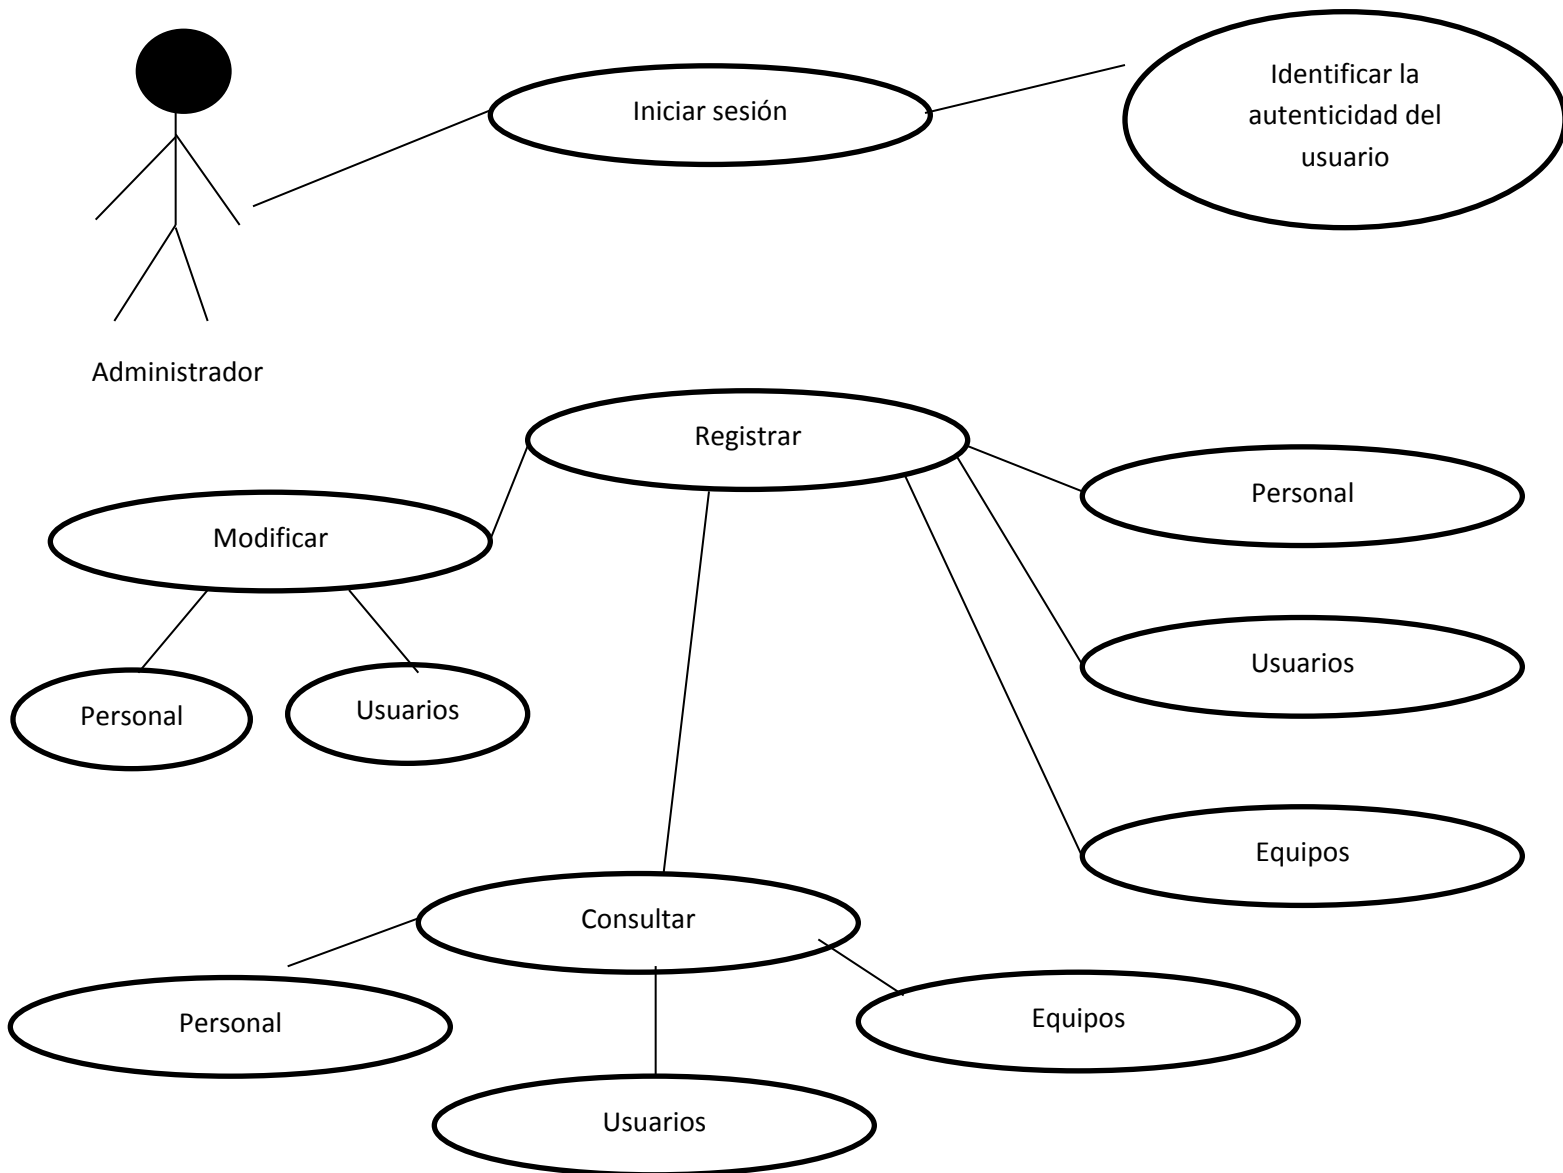 Iniciar sesión
Identificar la
autenticidad del
usuario
Administrador
Registrar
Personal
Modificar
Usuarios
Personal
Usuarios
Equipos
Consultar
Personal
Equipos
Usuarios